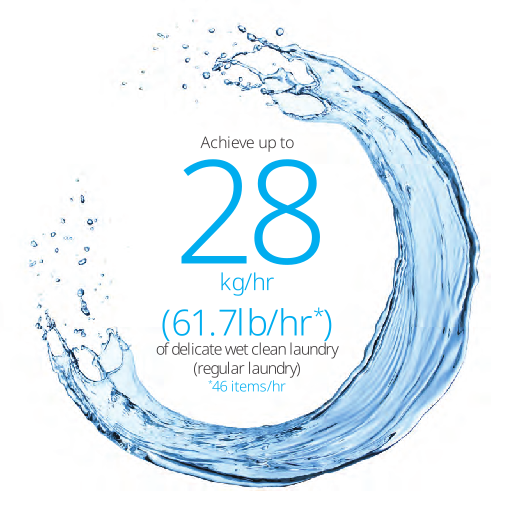 Achieve up to
28
kg/hr
(61.7lb/hr*)
of delicate wet clean laundry
(regular laundry)
*46 items/hr